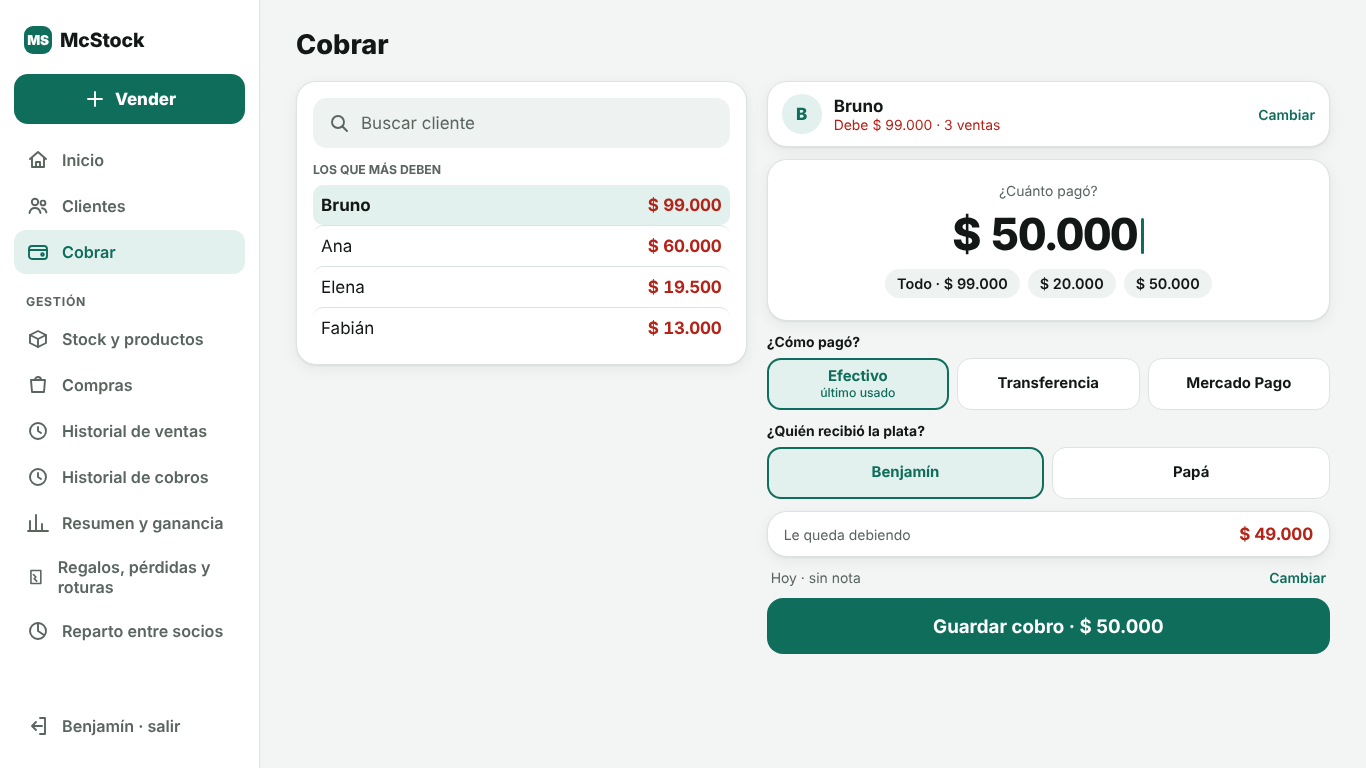 MS McStock
Vender
Inicio
Clientes
Cobrar
GESTIÓN
Stock y productos
Compras
Historial de ventas
Historial de cobros
Resumen y ganancia
Regalos, pérdidas y
roturas
Reparto entre socios
Benjamín · salir
Cobrar
Buscar cliente
LOS QUE MÁS DEBEN
Bruno $ 99.000
Ana $ 60.000
Elena $ 19.500
Fabián $ 13.000
B
Bruno
Debe $ 99.000 · 3 ventas
Cambiar
¿Cuánto pagó?
$ 50.000
Todo · $ 99.000 $ 20.000 $ 50.000
¿Cómo pagó?
Efectivo
último usado
Transferencia
Mercado Pago
¿Quién recibió la plata?
Benjamín Papá
Le queda debiendo $ 49.000
Hoy · sin nota Cambiar
Guardar cobro · $ 50.000